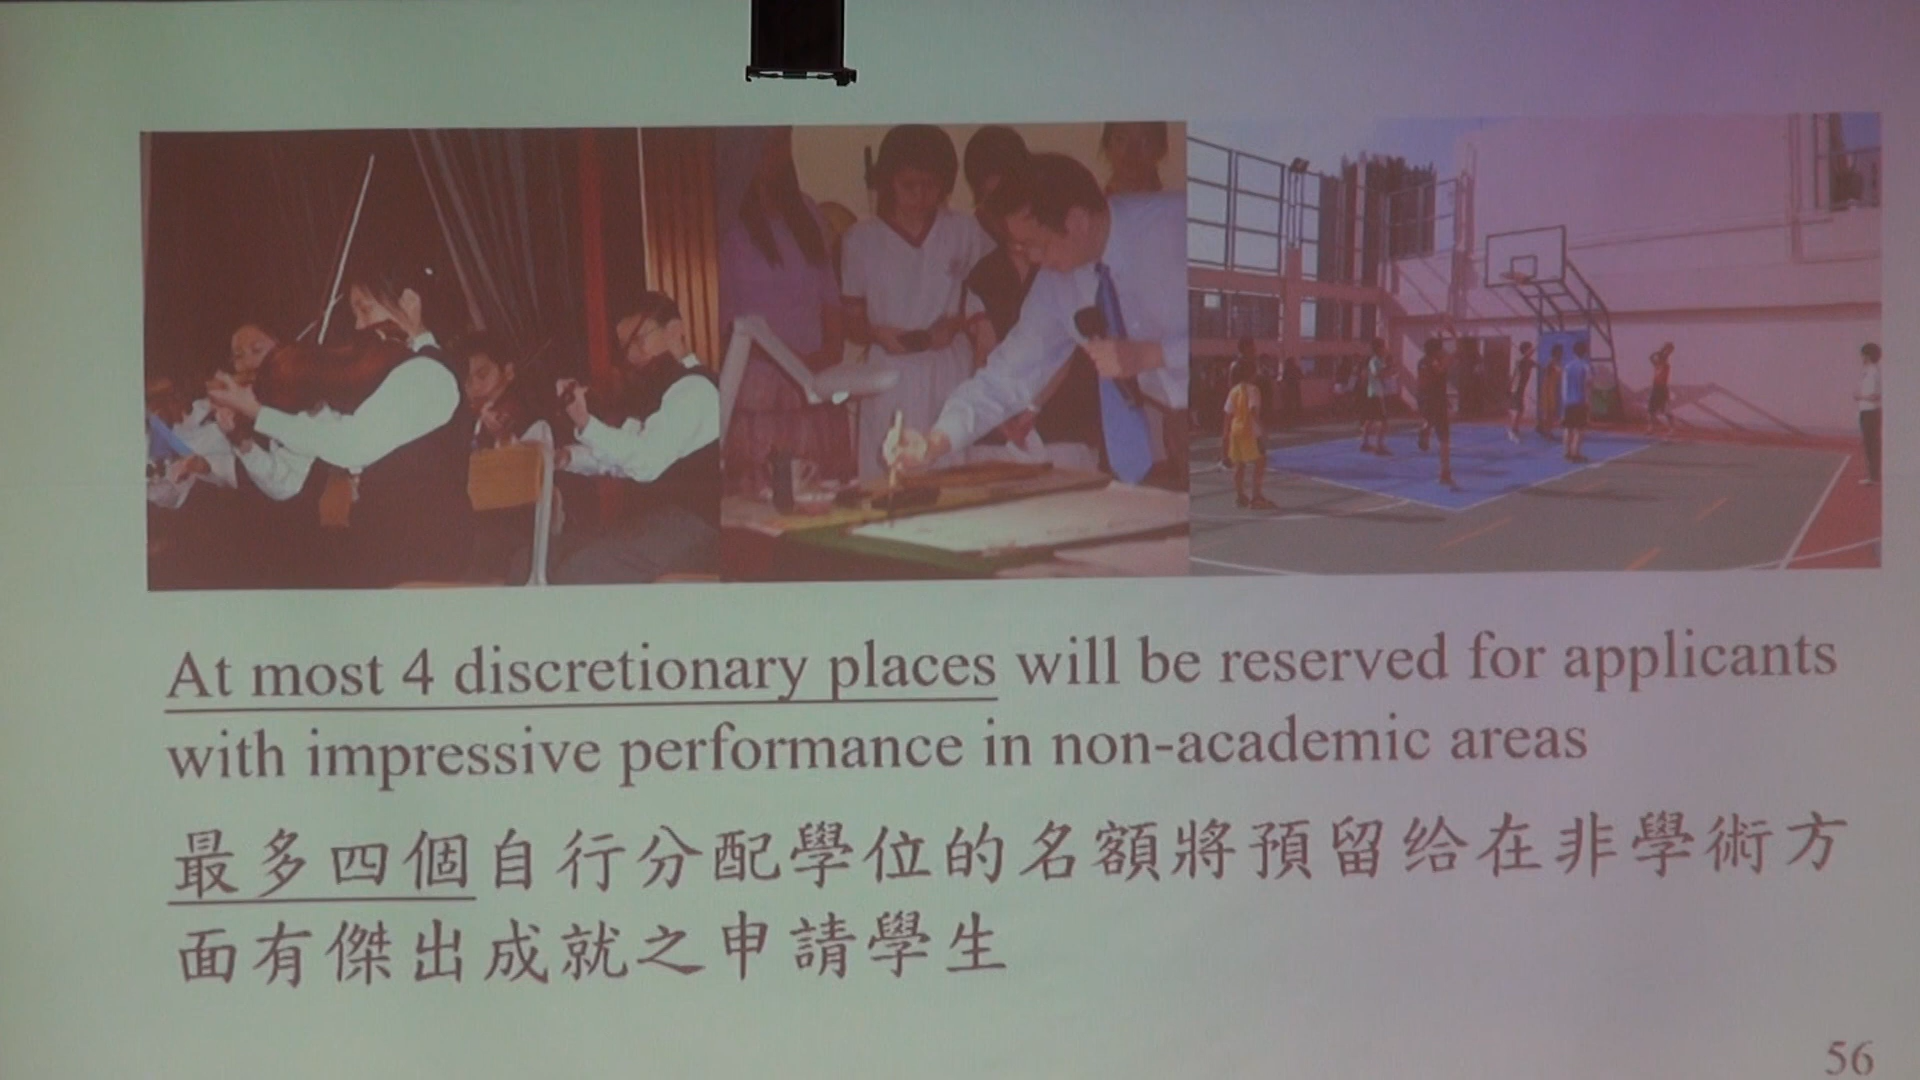 At most 4 discretionary places will be reserved for applicants
with impressive performance in non-academic areas
最多四個自行分配學位的名額將預留给在非學術方
面有傑出成就之申請學生
56